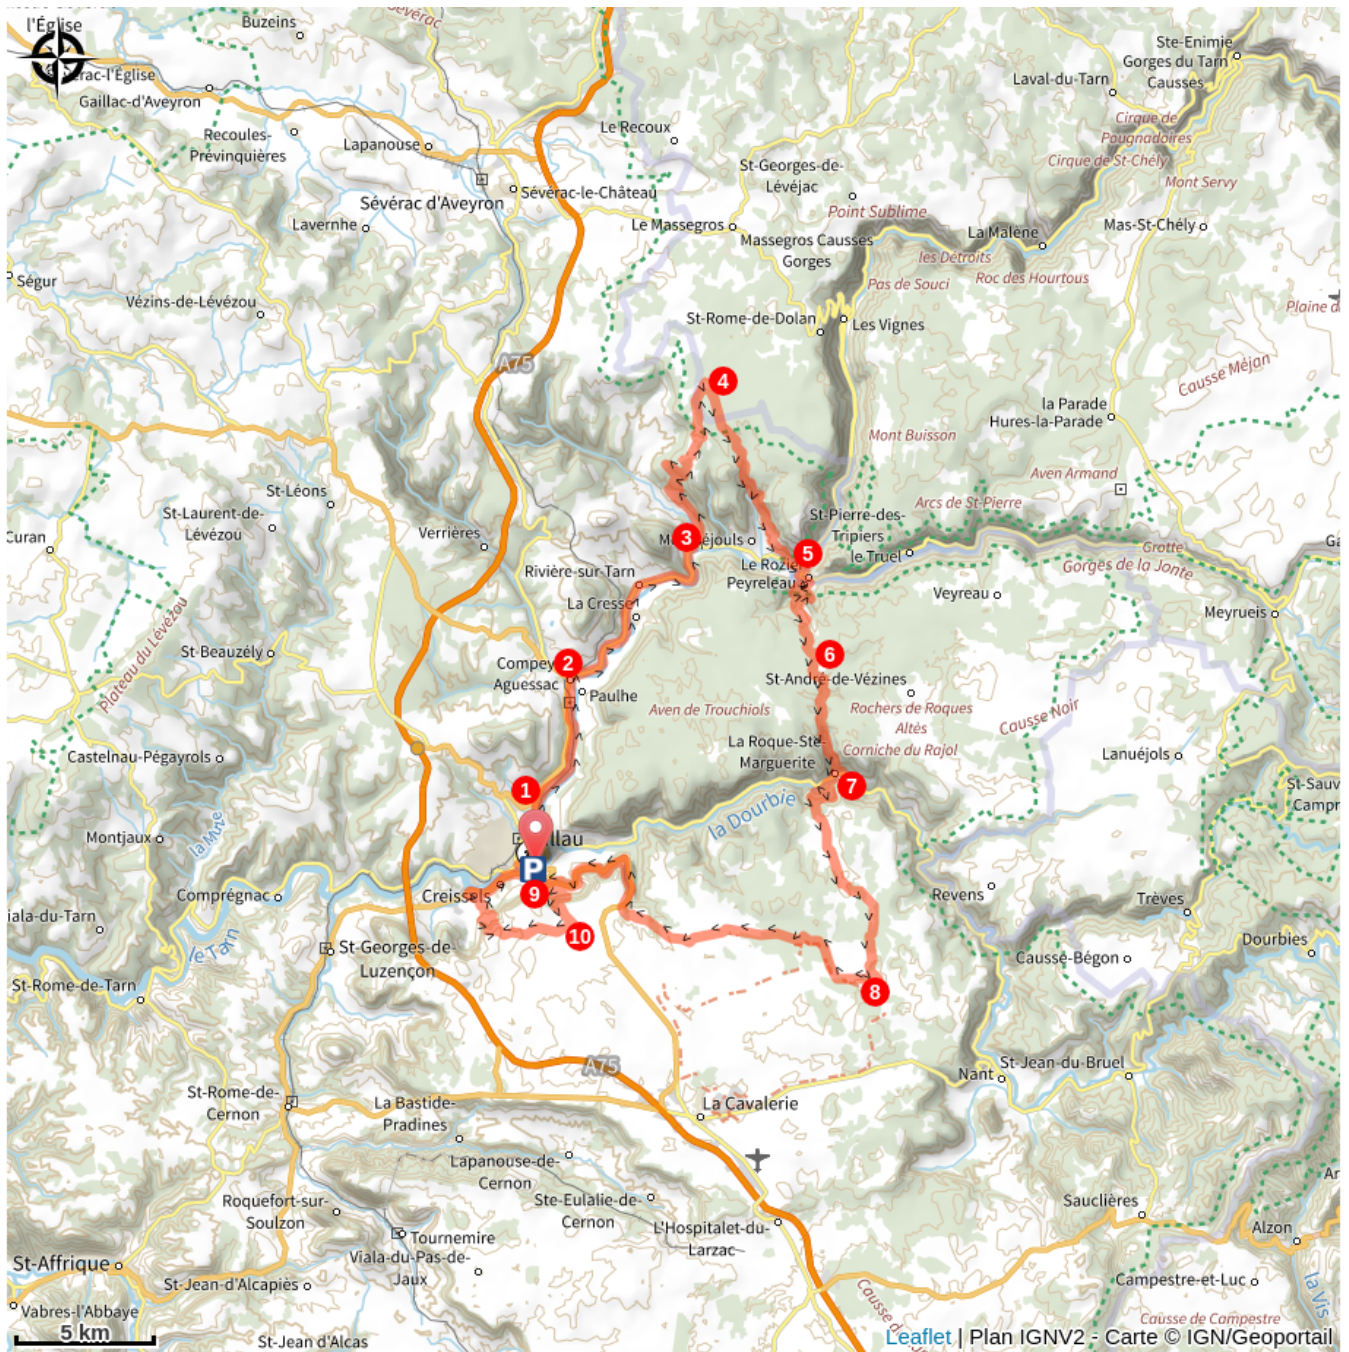 l'Église
Buzeins
Sévérac
Ste-Enimie
Gorges du Tarn
Causses
Laval-du-Tarn
Gaillac-d'Aveyron
Recoules-
Prévinquières
Lapanouse
Le Recoux
Cirque de
Pougnadoires
Cirque de St-Chély
St-Georges-de-
Lévéjac
Mont Servy
Sévérac-le-Château
Sévérac d'Aveyron
Lavernhe
Le Massegros
Point Sublime
La Malène
Mas-St-Chély
Massegros Causses
Gorges
les Détroits
Roc des Hourtous
Pas de Souci
Ségur
Vézins-de-Lévézou
St-Rome-de-Dolan
Les Vignes
A75
4
Causse Méjan
la Parade
Hures-la-Parade
Mont Buisson
Aven Armand
Arcs de St-Pierre
St-Léons
St-Laurent-de-
Lévézou
Curan
Verrières
St-Pierre-des-
Tripiers
le Truel
3
5
Le Rozier
Peyreleau
Grotte
Gorges de la Jonte
Rivière-sur-Tarn
La Cresse
Veyreau
Meyrueis
Plateau du Lévézou
St-Beauzély
2
6
Aguessac
Paulhe
St-André-de-Vézines
Aven de Trouchiols
Rochers de Roques
Altès
Causse Noir
Corniche du Rajol
La Roque-Ste-
Marguerite
Castelnau-Pégayrols
Lanuéjols
1
7
la Dourbie
la Muse
Montjaux
P
Creissels
9
Comprégnac
Revens
Trèves
le Tarn
10
St-Georges-de-
Luzençon
Dourbies
Causse-Bégon
St-Rome-de-Tarn
8
A75
St-Jean-du-Bruel
Nant
St-Rome-de-
Cernon
La Bastide-
Pradines
La Cavalerie
Lapanouse-de-
Cernon
Roquefort-sur-
Soulzon
Ste-Eulalie-de-
Cernon
L'Hospitalet-du-
Larzac
Sauclières
Alzon
Tournemire
Viala-du-Pas-de-
Jaux
St-Affrique
St-Jean-d'Alcapiès
Campestre-et-Luc
la Vis
Vabres-l'Abbaye
Causse de Campestre
5 km
St-Jean d'Alcas
Leaflet | Plan IGNV2 - Carte © IGN/Geoportail